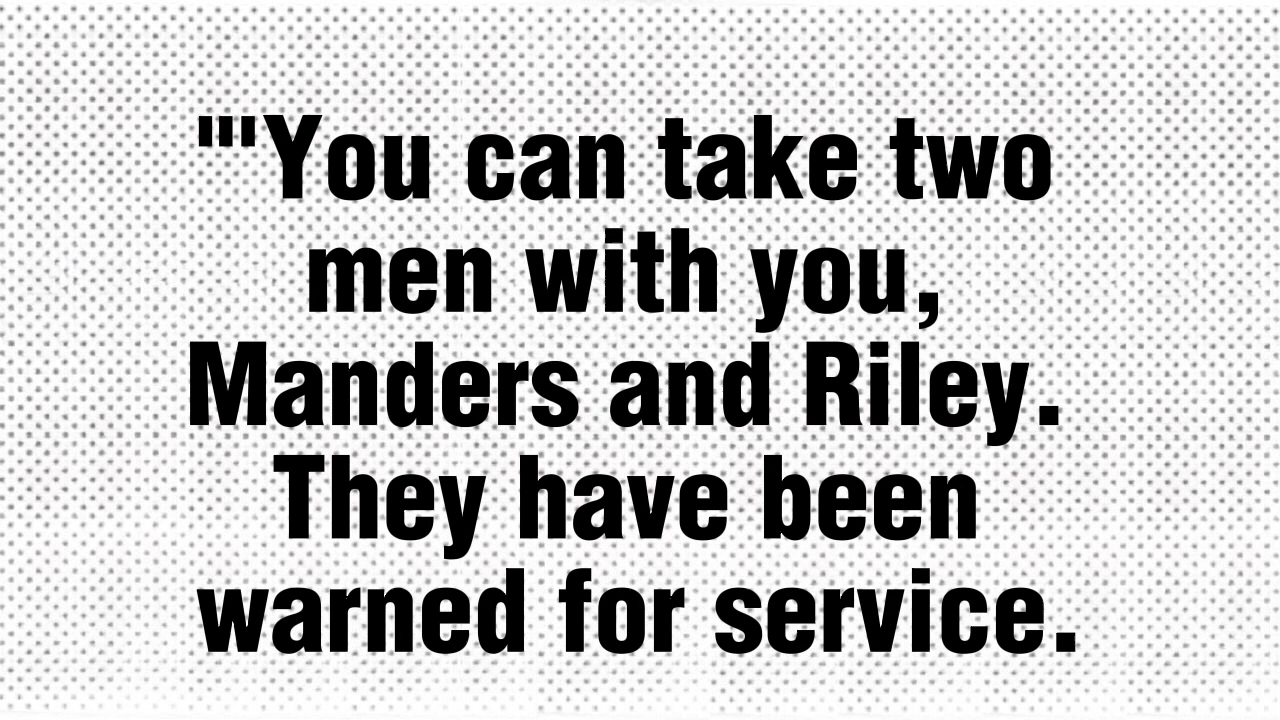 "'You can take two
men with you,
Manders and Riley.
They have been
warned for service.